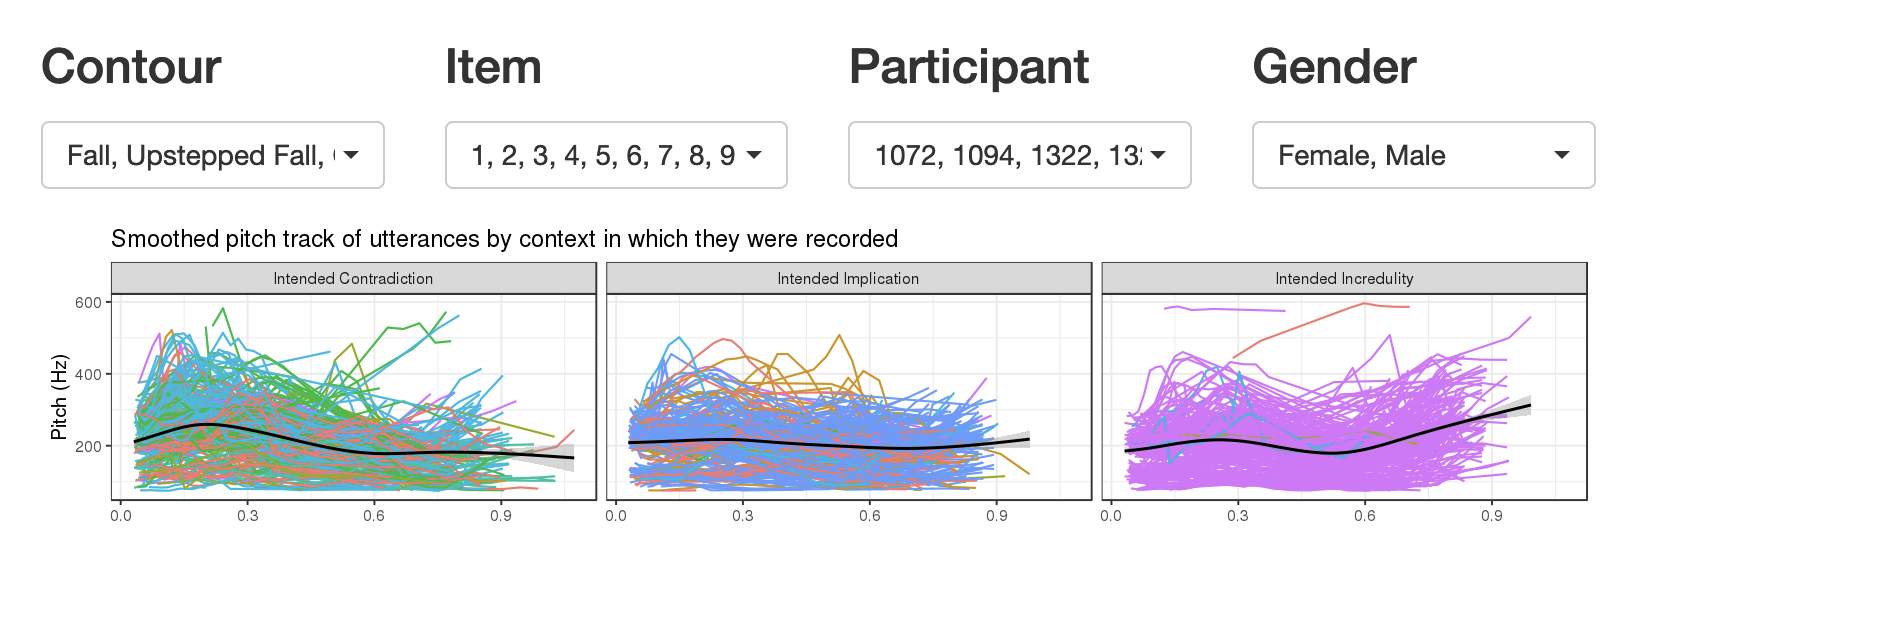 Contour Item Participant Gender
Fall, Upstepped Fall, 1, 2, 3, 4, 5, 6, 7, 8, 9 1072, 1094, 1322, 13 Female, Male
Smoothed pitch track of utterances by context in which they were recorded
Intended Contradiction Intended Implication Intended Incredulity
600
400
200
Pitch (Hz)
0.0 0.3 0.6 0.9 0.0 0.3 0.6 0.9 0.0 0.3 0.6 0.9